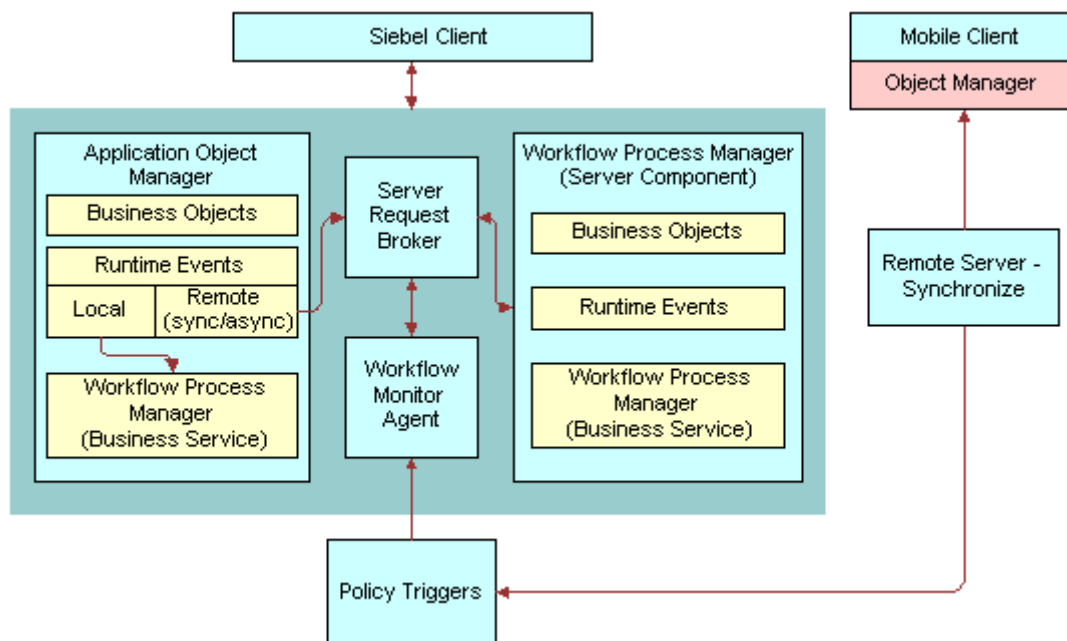 Siebel Client
Mobile Client
Object Manager
Application Object
Manager
Business Objects
Runtime Events
Local
Remote
(sync/async)
Workflow Process
Manager
(Business Service)
Server
Request
Broker
Workflow
Monitor
Agent
Workflow Process Manager
(Server Component)
Business Objects
Runtime Events
Workflow Process
Manager
(Business Service)
Remote Server -
Synchronize
Policy Triggers